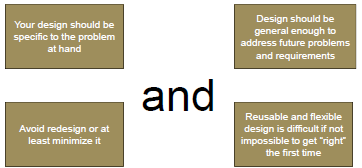 Your design should be
specific to the problem
at hand
Design should be
general enough to
address future problems
and requirements
and
Avoid redesign or at
least minimize it
Reusable and flexible
design is difficult if not
impossible to get “right”
the first time